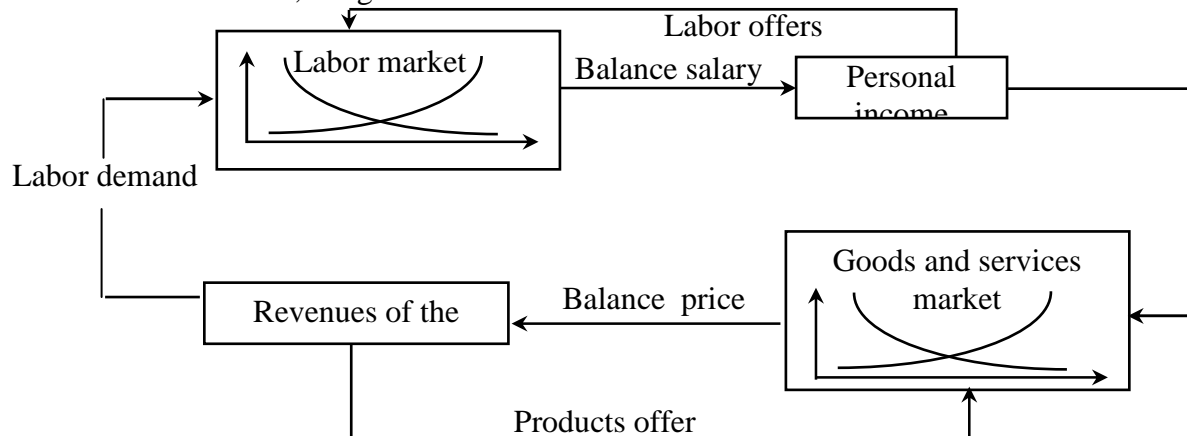 Labor offers
Labor market
Balance salary
Personal
income
Labor demand
Goods and services
market
Balance price
Revenues of the
Products offer